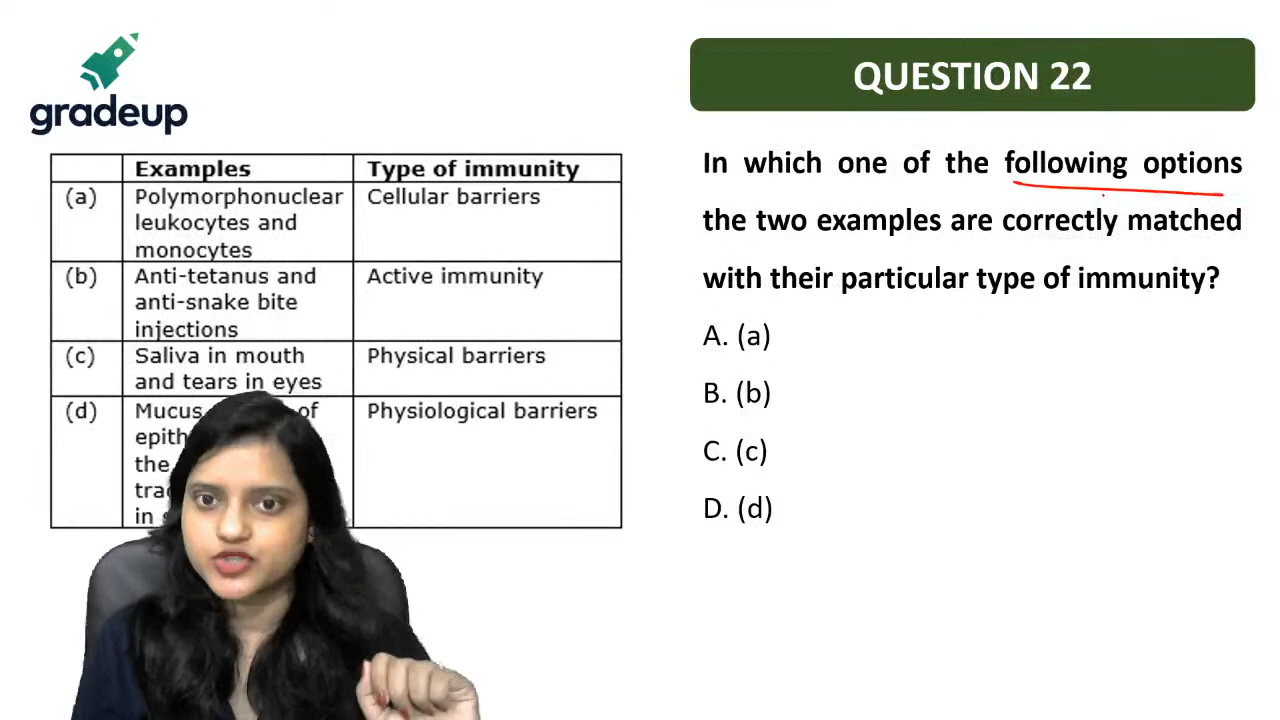 gradeup
QUESTION 22
Examples Type of immunity
(a) Polymorphonuclear Cellular barriers
leukocytes and
monocytes
(b) Anti-tetanus and Active immunity
anti-snake bite
injections
(c) Saliva in mouth Physical barriers
and tears in eyes
(d) Mucus of Physiological barriers
the
in
In which one of the following options
the two examples are correctly matched
with their particular type of immunity?
A. (a)
B. (b)
C. (c)
D. (d)